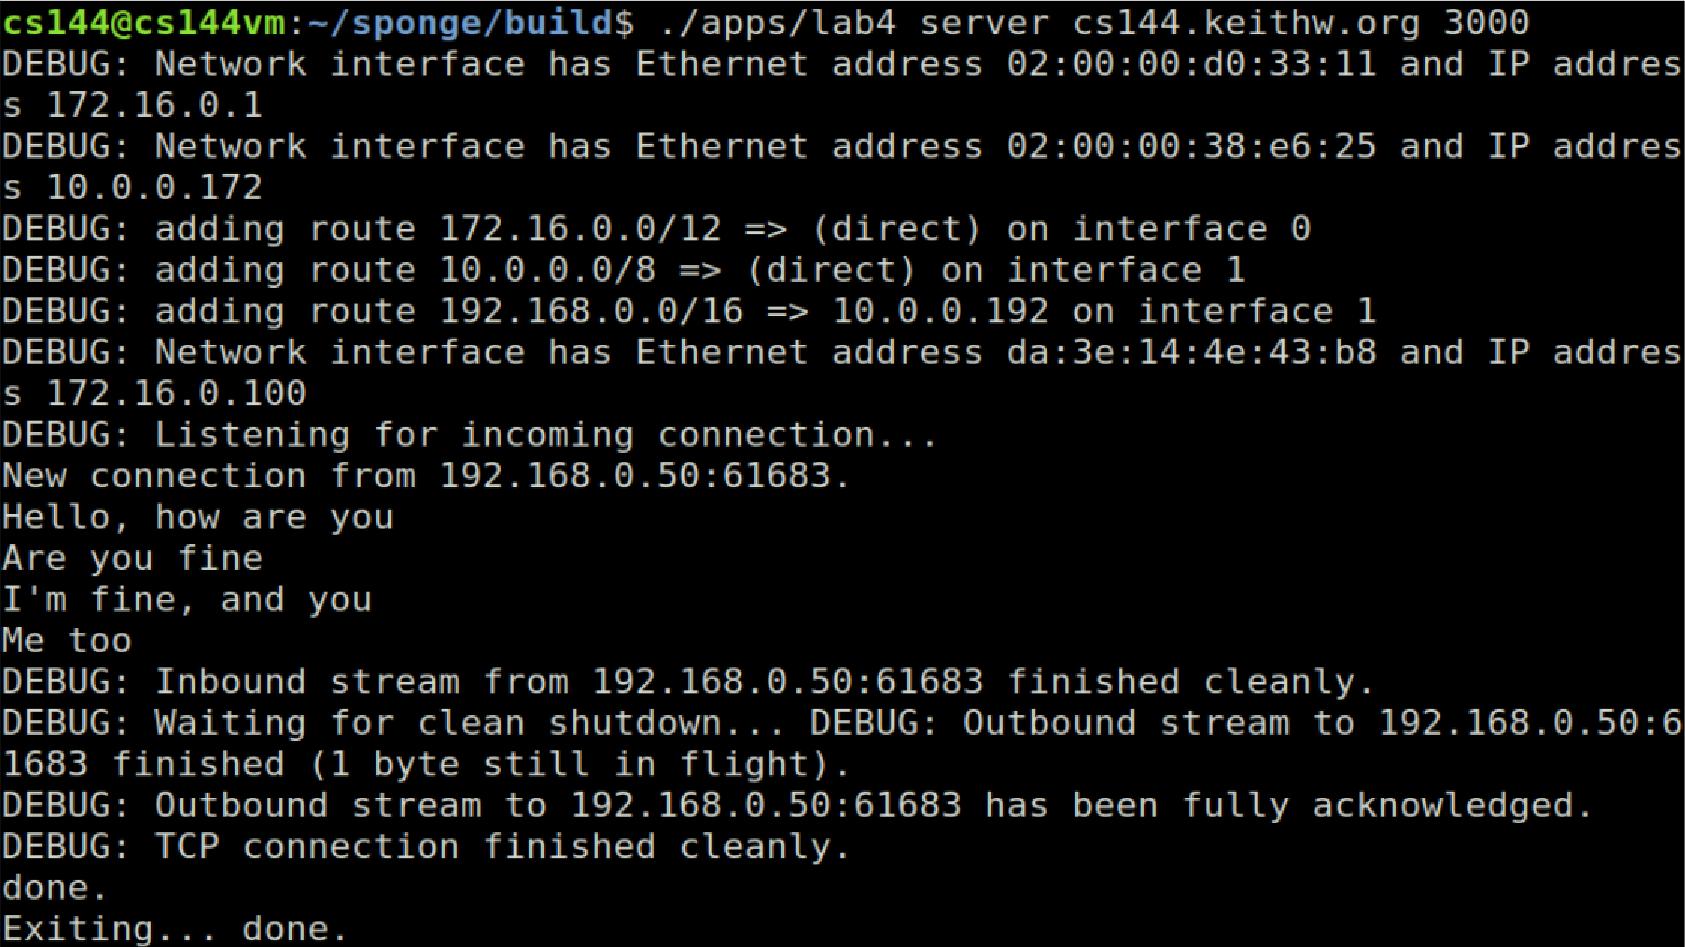 cs144@cs144vm:~/sponge/build$ ./apps/lab4 server cs144.keithw.org 3000
DEBUG: Network interface has Ethernet address 02:00:00:d0:33:11 and IP addres
s 172.16.0.1
DEBUG: Network interface has Ethernet address 02:00:00:38:e6:25 and IP addres
s 10.0.0.172
DEBUG: adding route 172.16.0.0/12 => (direct) on interface 0
DEBUG: adding route 10.0.0.0/8 => (direct) on interface 1
DEBUG: adding route 192.168.0.0/16 => 10.0.0.192 on interface 1
DEBUG: Network interface has Ethernet address da:3e:14:4e:43:b8 and IP addres
s 172.16.0.100
DEBUG: Listening for incoming connection...
New connection from 192.168.0.50:61683.
Hello, how are you
Are you fine
I'm fine, and you
Me too
DEBUG: Inbound stream from 192.168.0.50:61683 finished cleanly.
DEBUG: Waiting for clean shutdown... DEBUG: Outbound stream to 192.168.0.50:6
1683 finished (1 byte still in flight).
DEBUG: Outbound stream to 192.168.0.50:61683 has been fully acknowledged.
DEBUG: TCP connection finished cleanly.
done.
Exiting... done.